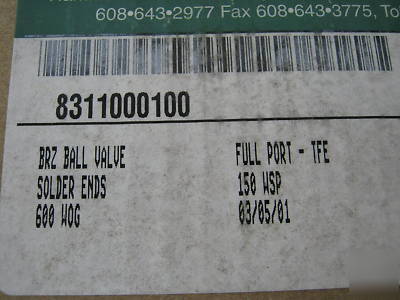 608•643•2977 Fax 608•643•3775, To
8311000100
BRZ BALL VALVE FULL PORT - TFE
SOLDER ENDS 150 WSP
600 WOG 03/05/01